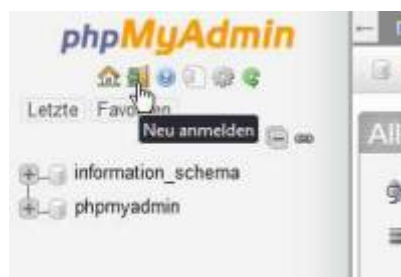 phpMyAdmin
Letzte
Neu anmelden
information_schema
phpmyadmin